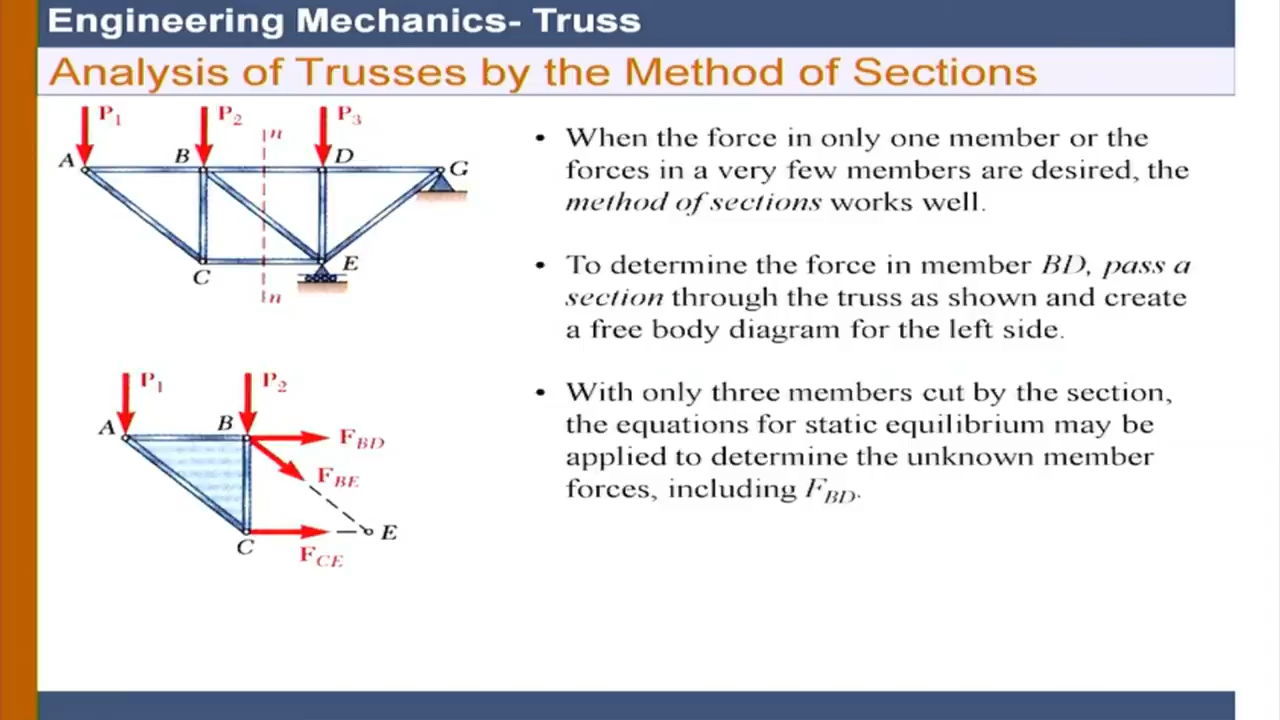 Engineering Mechanics- Truss
Analysis of Trusses by the Method of Sections
P1 P2 P3
n
A B D G
C E
n
P1 P2
A B FBD
FBE
C E
FCE
• When the force in only one member or the
forces in a very few members are desired, the
method of sections works well.
• To determine the force in member BD, pass a
section through the truss as shown and create
a free body diagram for the left side.
• With only three members cut by the section,
the equations for static equilibrium may be
applied to determine the unknown member
forces, including FBD.